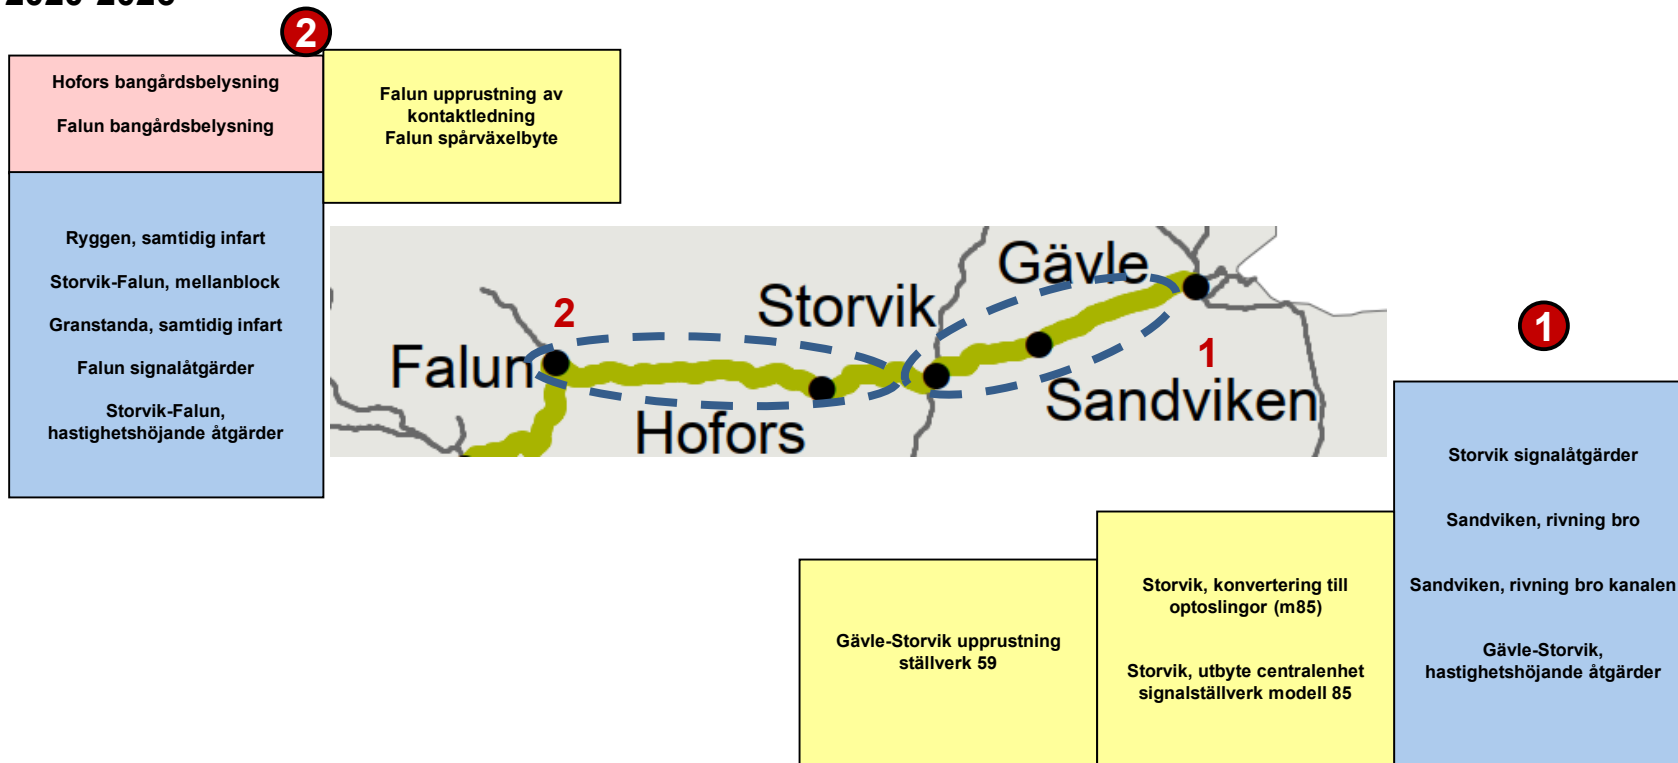 2
Hofors bangårdsbelysning
Falun bangårdsbelysning
Falun upprustning av
kontaktledning
Falun spårväxelbyte
Ryggen, samtidig infart
Storvik-Falun, mellanblock
Granstanda, samtidig infart
Falun signalåtgärder
Storvik-Falun,
hastighetshöjande åtgärder
Gävle
Storvik
2
Falun
Hofors
1
Sandviken
1
Storvik signalåtgärder
Sandviken, rivning bro
Sandviken, rivning bro kanalen
Gävle-Storvik,
hastighetshöjande åtgärder
Storvik, konvertering till
optoslingor (m85)
Storvik, utbyte centralenhet
signalställverk modell 85
Gävle-Storvik upprustning
ställverk 59